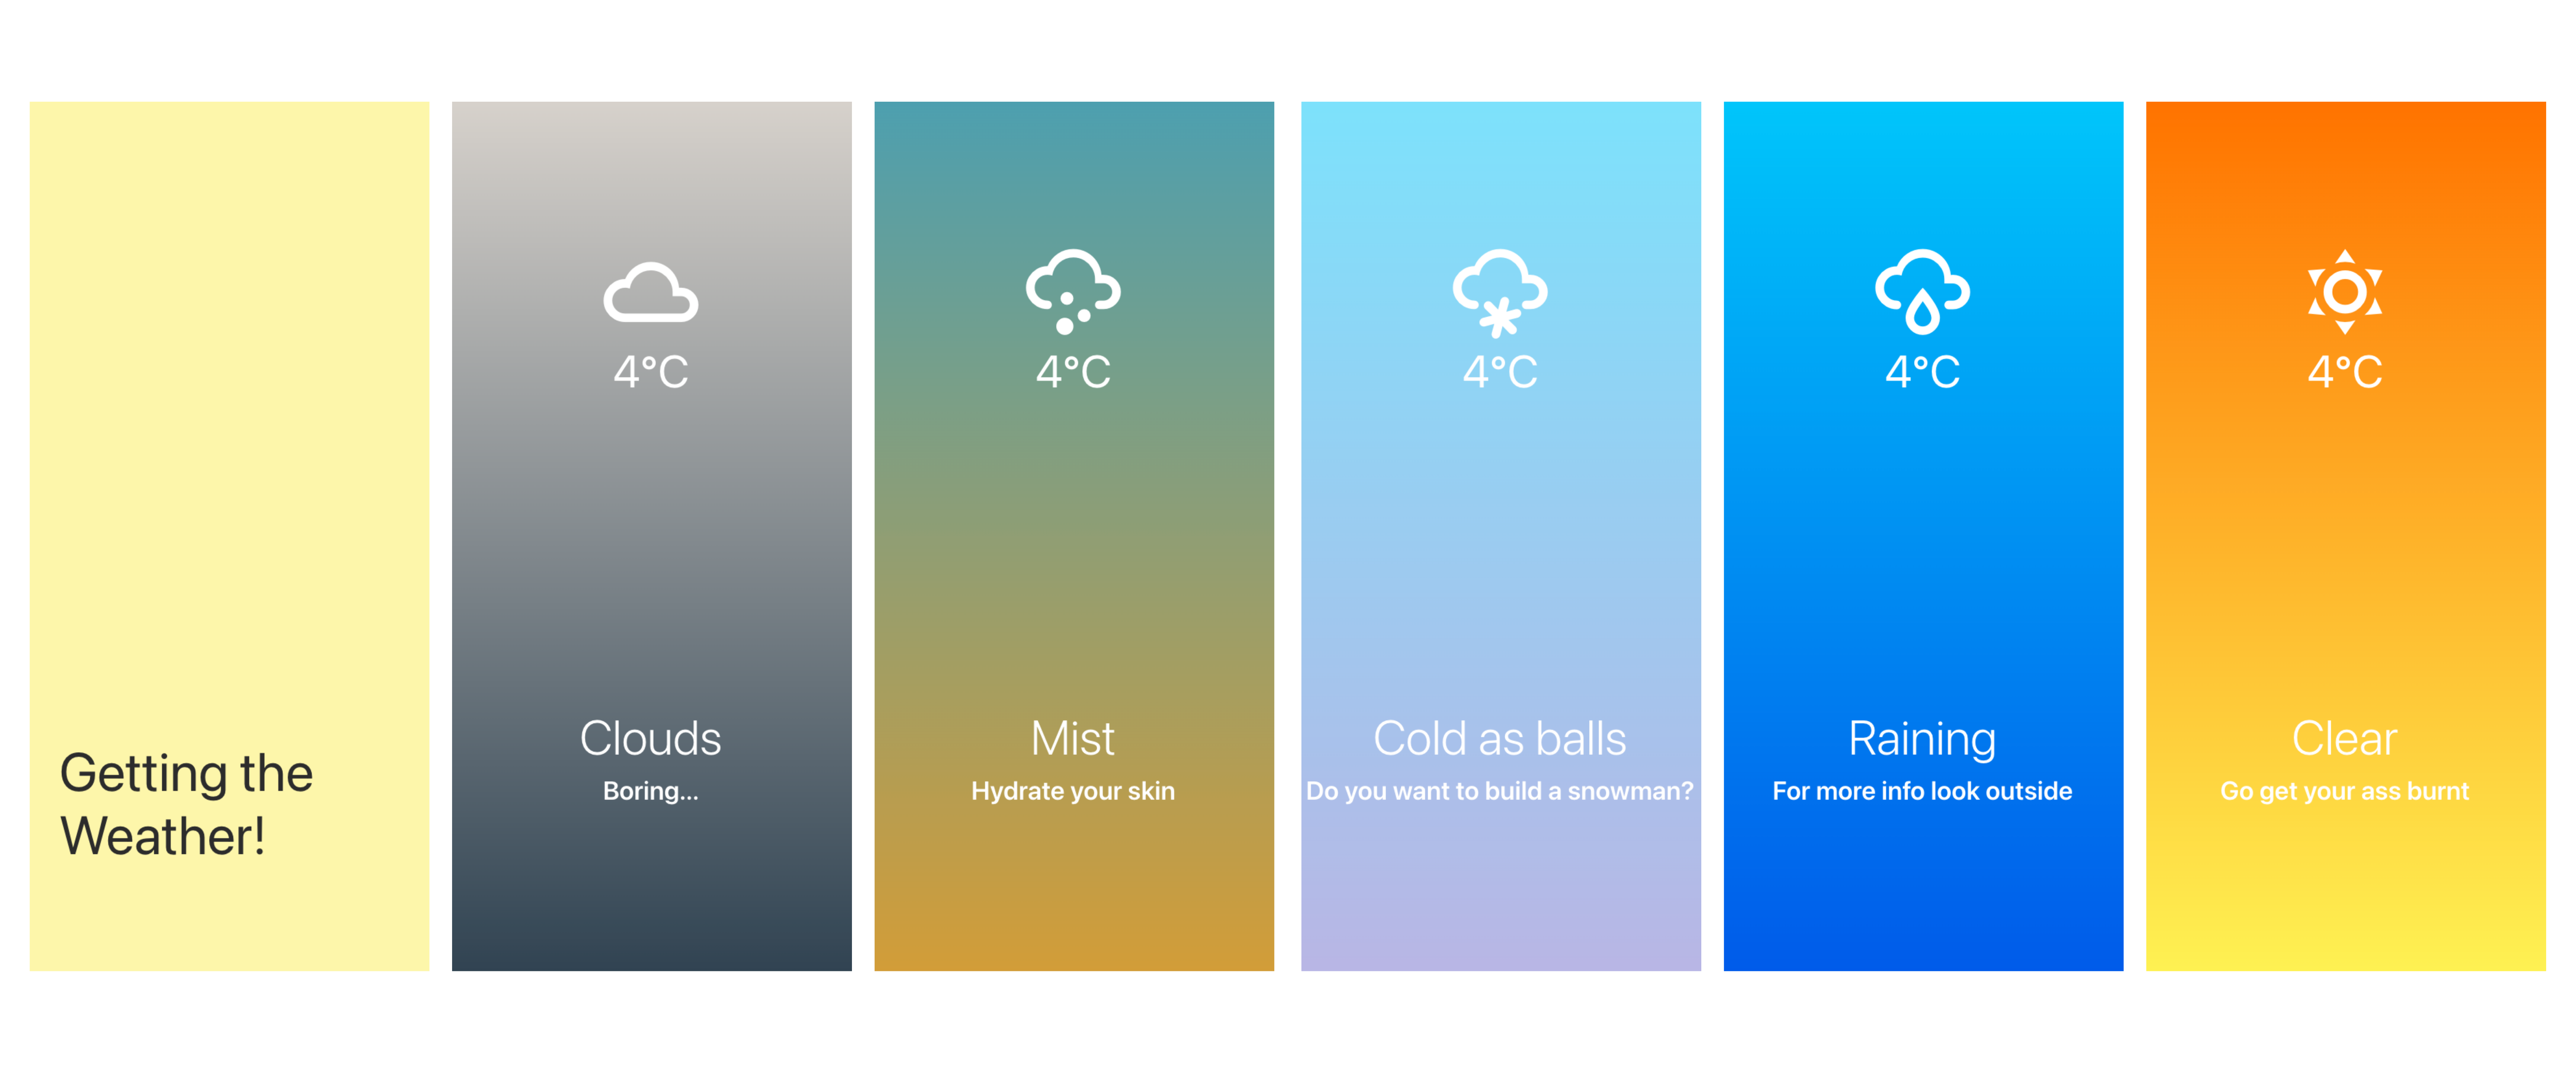 Getting the
Weather!
4°C
Clouds
Boring...
4°C
Mist
Hydrate your skin
4°C
Cold as balls
Do you want to build a snowman?
4°C
Raining
For more info look outside
4°C
Clear
Go get your ass burnt